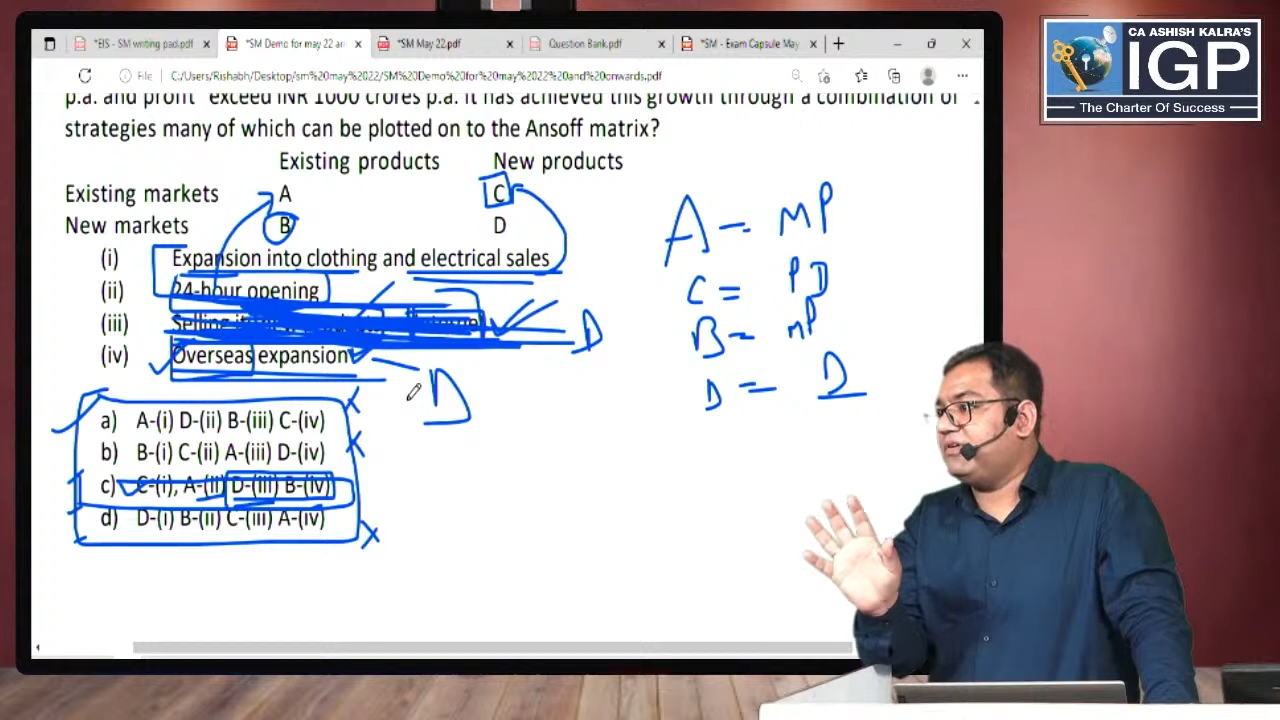 *EIS - SM writing pad.pdf
*SM Demo for may 22 an
*SM May 22.pdf
Question Bank.pdf
*SM - Exam Capsule May
File
C:/Users/Rishabh/Desktop/sm%20may%2022/SM%20Demo%20for%20may%2022%20and%20onwards.pdf
CA ASHISH KALRA'S
IGP
The Charter Of Success
p.a. and profit exceed INR 1000 crores p.a. It has achieved this growth through a combination of
strategies many of which can be plotted on to the Ansoff matrix?
Existing products New products
Existing markets A C
New markets B D
(i) Expansion into clothing and electrical sales
(ii) 24-hour opening
(iii) Selling
(iv) Overseas expansion
D
D
a) A-(i) D-(ii) B-(iii) C-(iv)
b) B-(i) C-(ii) A-(iii) D-(iv)
c) C-(i), A-(ii) D-(iii) B-(iv)
d) D-(i) B-(ii) C-(iii) A-(iv)
A - MP
C = PD
B = MP
D = D